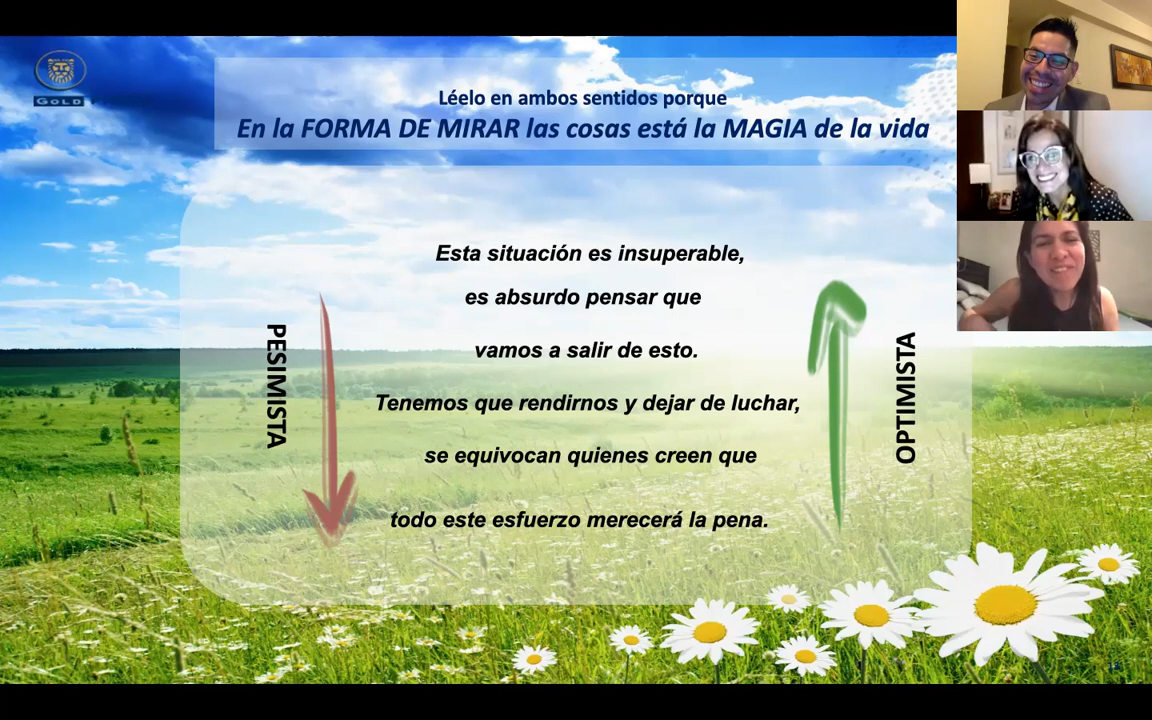 GOLD
Léelo en ambos sentidos porque
En la FORMA DE MIRAR las cosas está la MAGIA de la vida
Esta situación es insuperable,
es absurdo pensar que
vamos a salir de esto.
Tenemos que rendirnos y dejar de luchar,
se equivocan quienes creen que
todo este esfuerzo merecerá la pena.
PESIMISTA
OPTIMISTA